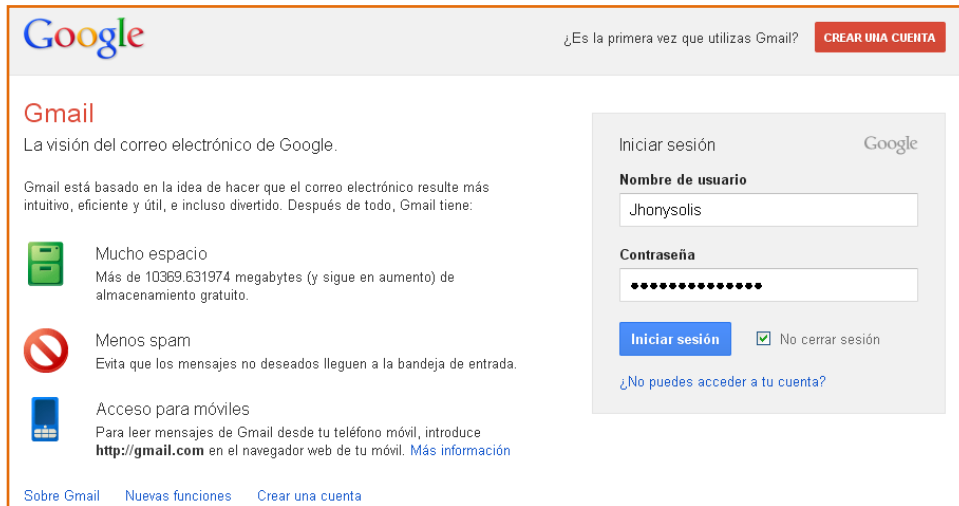 Google
¿Es la primera vez que utilizas Gmail?
CREAR UNA CUENTA
Gmail
La visión del correo electrónico de Google.
Gmail está basado en la idea de hacer que el correo electrónico resulte más
intuitivo, eficiente y útil, e incluso divertido. Después de todo, Gmail tiene:
Mucho espacio
Más de 10369.631974 megabytes (y sigue en aumento) de
almacenamiento gratuito.
Menos spam
Evita que los mensajes no deseados lleguen a la bandeja de entrada.
Acceso para móviles
Para leer mensajes de Gmail desde tu teléfono móvil, introduce
http://gmail.com en el navegador web de tu móvil. Más información
Sobre Gmail Nuevas funciones Crear una cuenta
Iniciar sesión Google
Nombre de usuario
Jhonysolis
Contraseña
••••••••••••••
Iniciar sesión No cerrar sesión
¿No puedes acceder a tu cuenta?